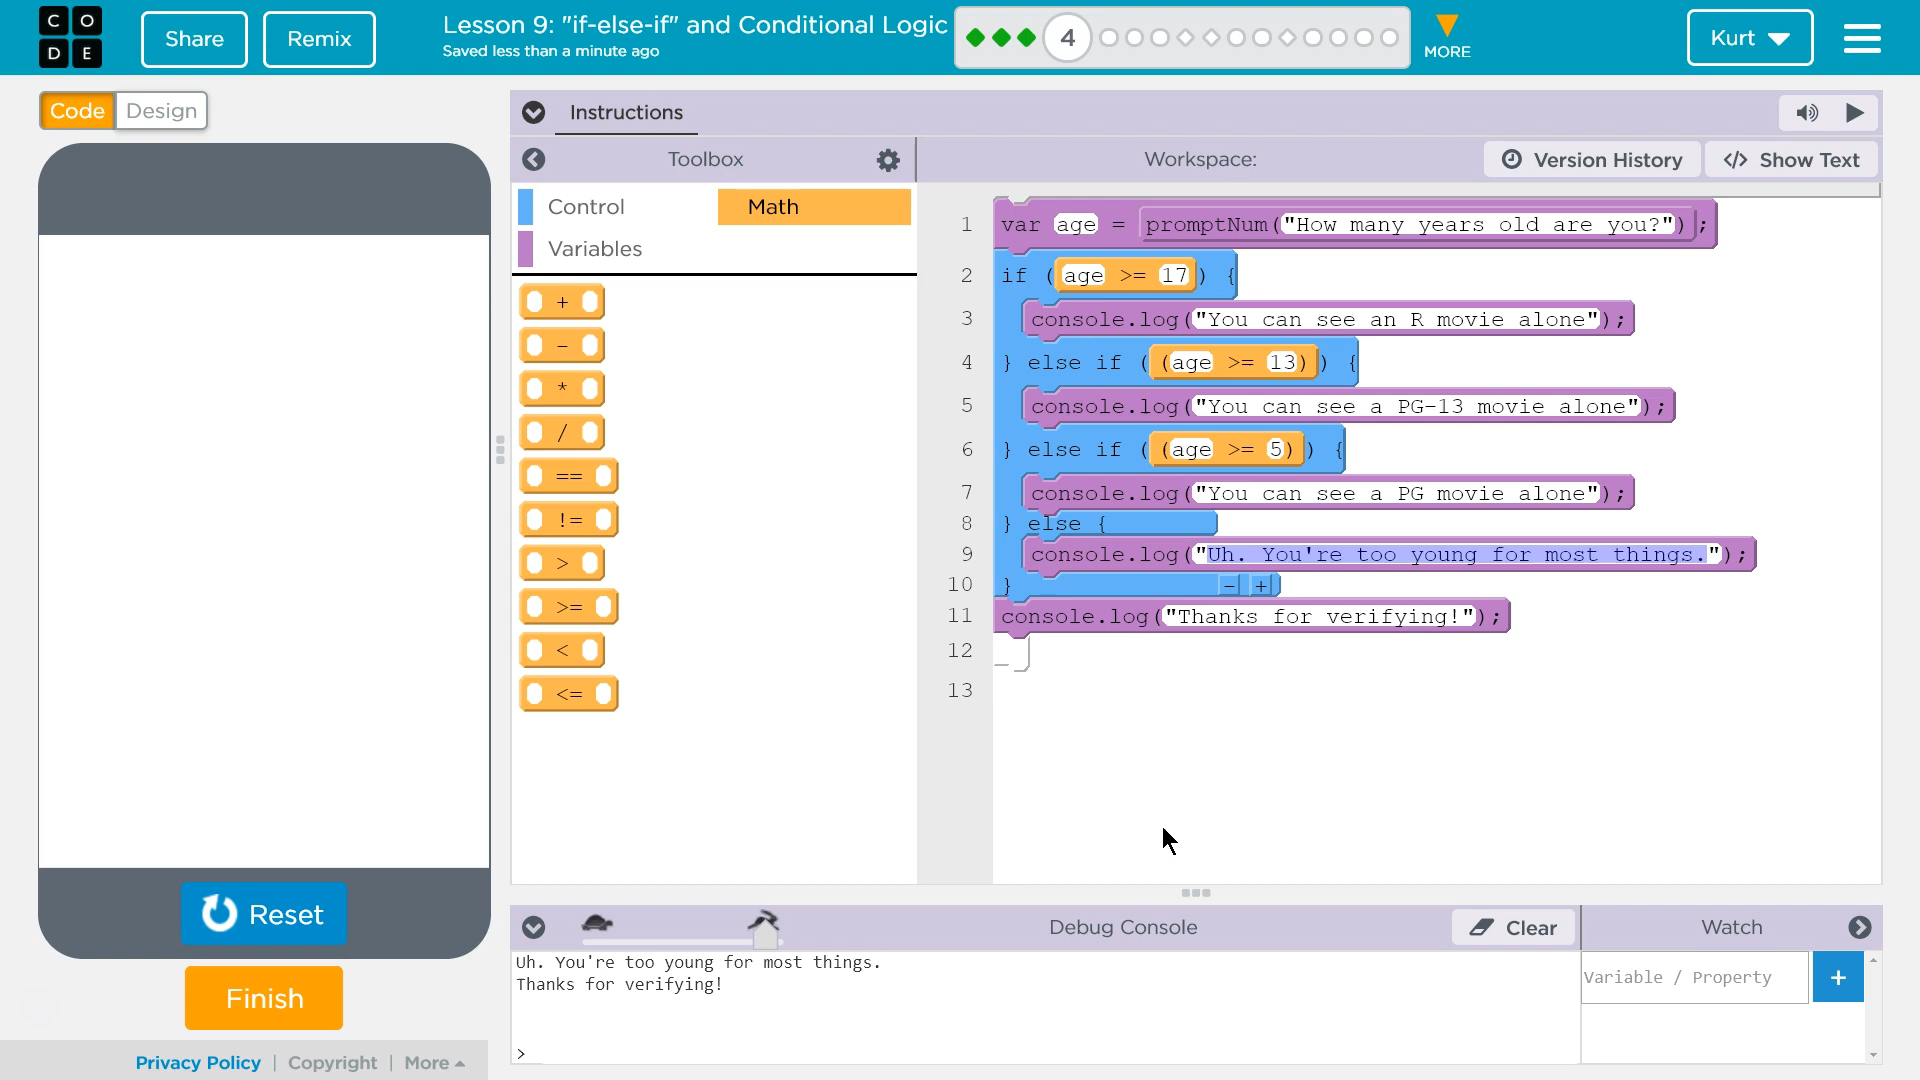 C O
D E
Share
Remix
Lesson 9: "if-else-if" and Conditional Logic
Saved less than a minute ago
4
MORE
Kurt
Code
Design
Instructions
Toolbox
Workspace:
Version History
</> Show Text
Control
Math
Variables
+
-
*
/
==
!=
>
>=
<
<=
1 var age = promptNum("How many years old are you?");
2 if (age >= 17) {
3 console.log("You can see an R movie alone");
4 } else if ((age >= 13)) {
5 console.log("You can see a PG-13 movie alone");
6 } else if ((age >= 5)) {
7 console.log("You can see a PG movie alone");
8 } else {
9 console.log("Uh. You're too young for most things.");
10 } - +
11 console.log("Thanks for verifying!");
12
13
Reset
Finish
Debug Console
Clear
Watch
Uh. You're too young for most things.
Thanks for verifying!
>
Variable / Property
+
Privacy Policy | Copyright | More